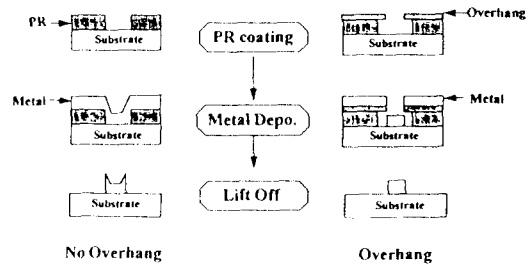 PR
Substrate
PR coating
Overhang
Substrate
Metal
Substrate
Metal Depo.
Metal
Substrate
Substrate
Lift Off
Substrate
No Overhang
Overhang